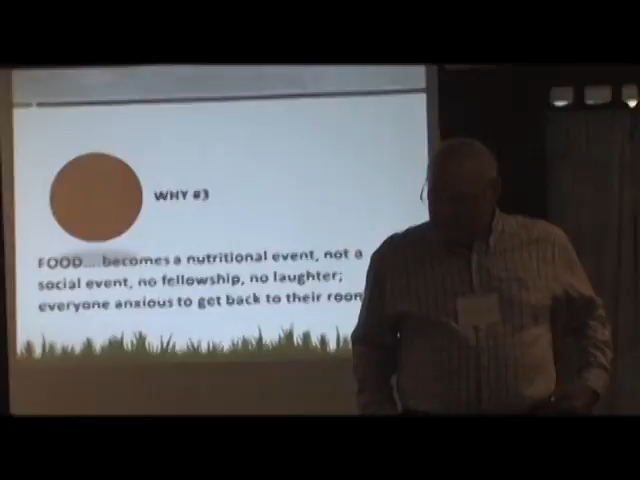 WHY #3
FOOD.... becomes a nutritional event, not a
social event, no fellowship, no laughter;
everyone anxious to get back to their room